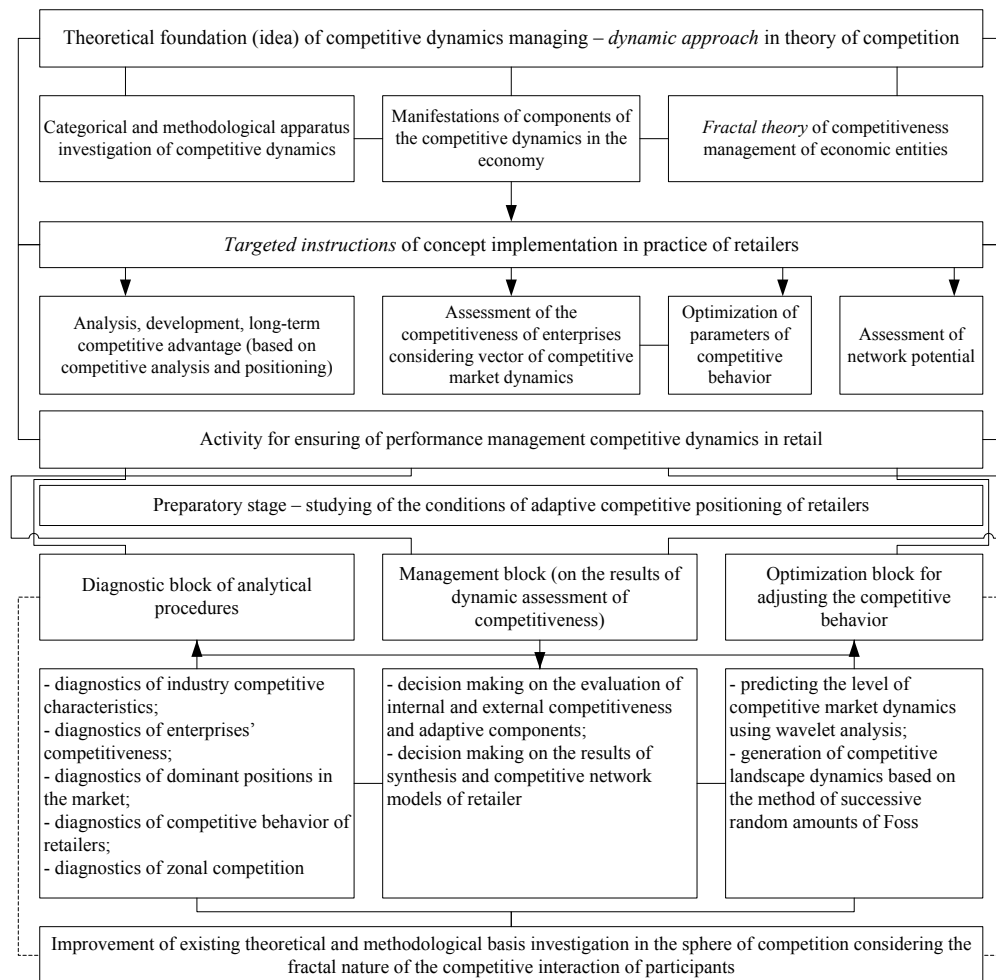 Theoretical foundation (idea) of competitive dynamics managing – dynamic approach in theory of competition
Categorical and methodological apparatus
investigation of competitive dynamics
Manifestations of components of
the competitive dynamics in the
economy
Fractal theory of competitiveness
management of economic entities
Targeted instructions of concept implementation in practice of retailers
Analysis, development, long-term
competitive advantage (based on
competitive analysis and positioning)
Assessment of the
competitiveness of enterprises
considering vector of competitive
market dynamics
Optimization of
parameters of
competitive
behavior
Assessment of
network potential
Activity for ensuring of performance management competitive dynamics in retail
Preparatory stage – studying of the conditions of adaptive competitive positioning of retailers
Diagnostic block of analytical
procedures
Management block (on the results of
dynamic assessment of
competitiveness)
Optimization block for
adjusting the competitive
behavior
- diagnostics of industry competitive
characteristics;
- diagnostics of enterprises’
competitiveness;
- diagnostics of dominant positions in
the market;
- diagnostics of competitive behavior of
retailers;
- diagnostics of zonal competition
- decision making on the evaluation of
internal and external competitiveness
and adaptive components;
- decision making on the results of
synthesis and competitive network
models of retailer
- predicting the level of
competitive market dynamics
using wavelet analysis;
- generation of competitive
landscape dynamics based on
the method of successive
random amounts of Foss
Improvement of existing theoretical and methodological basis investigation in the sphere of competition considering the
fractal nature of the competitive interaction of participants